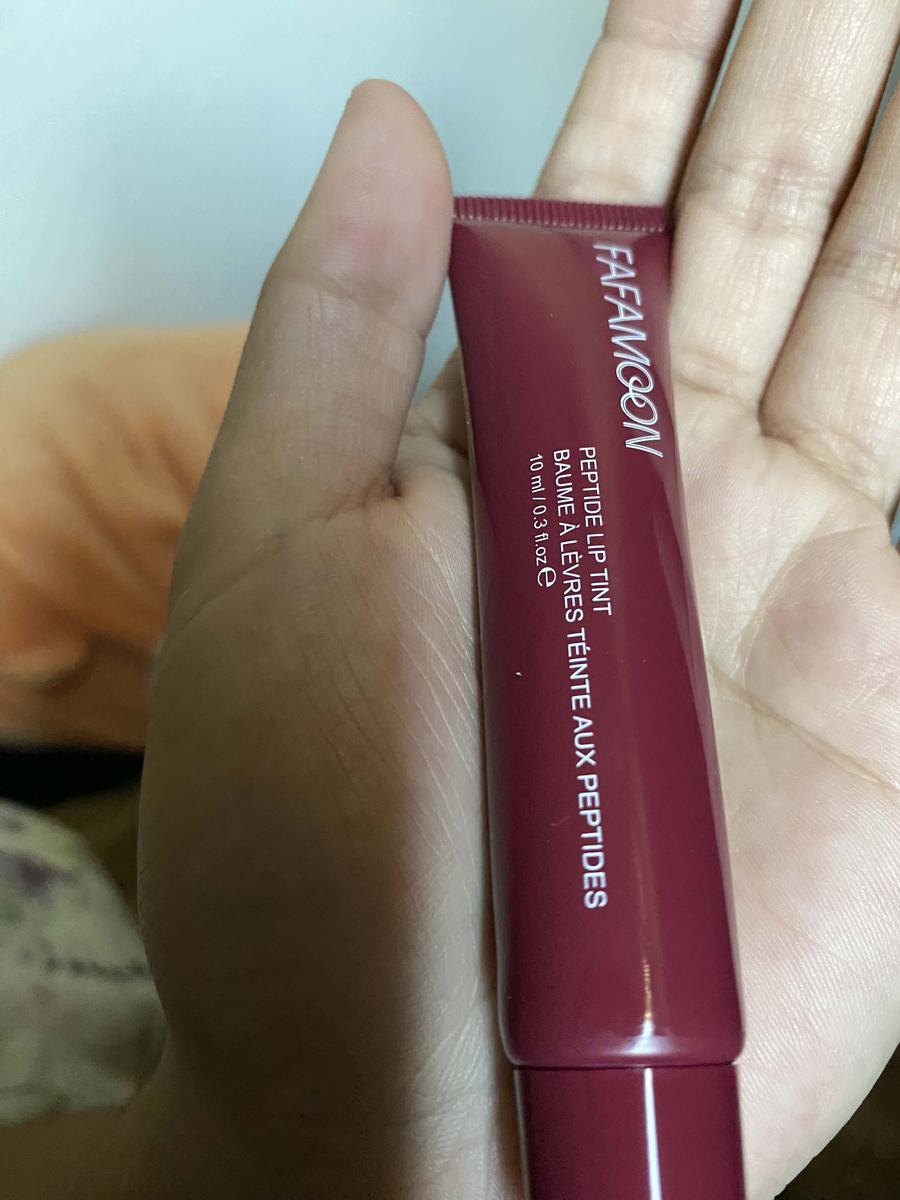 FAFAMOON
PEPTIDE LIP TINT
BAUME À LÈVRES TÉINTE AUX PEPTIDES
10 ml / 0.3 fl.oz ℮